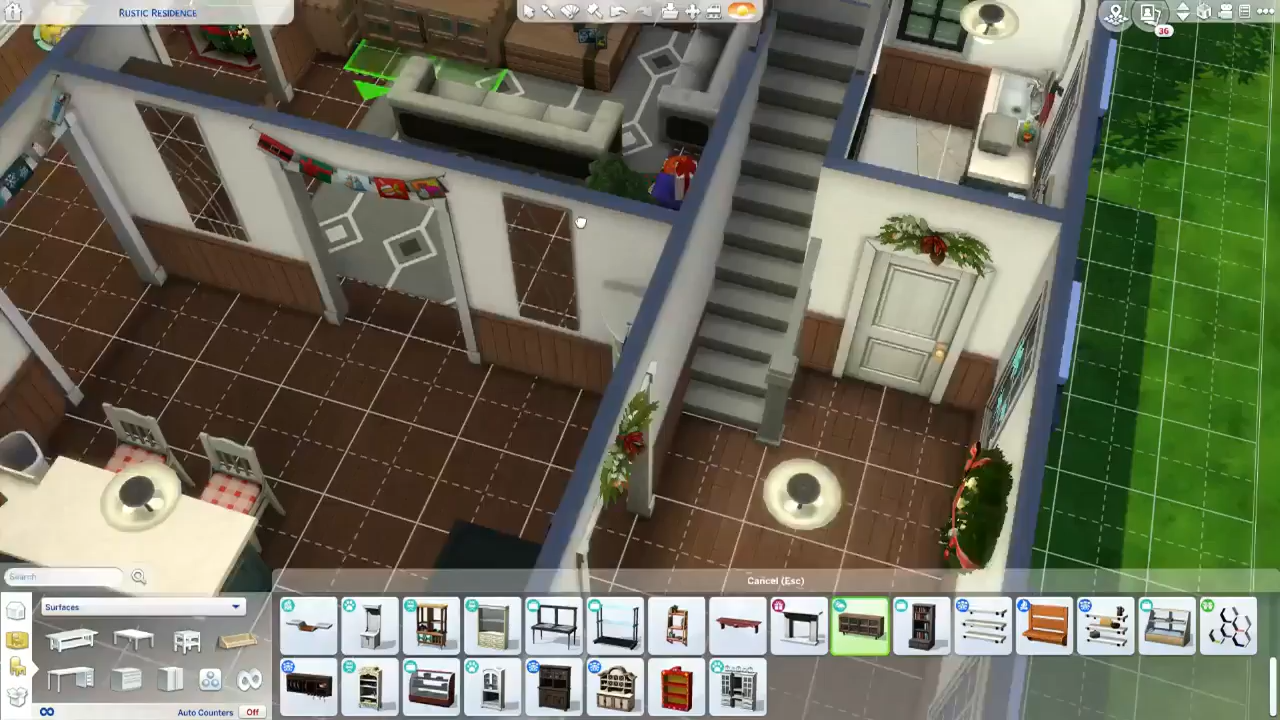 RUSTIC RESIDENCE
36
Cancel (Esc)
Search
Surfaces
Auto Counters Off